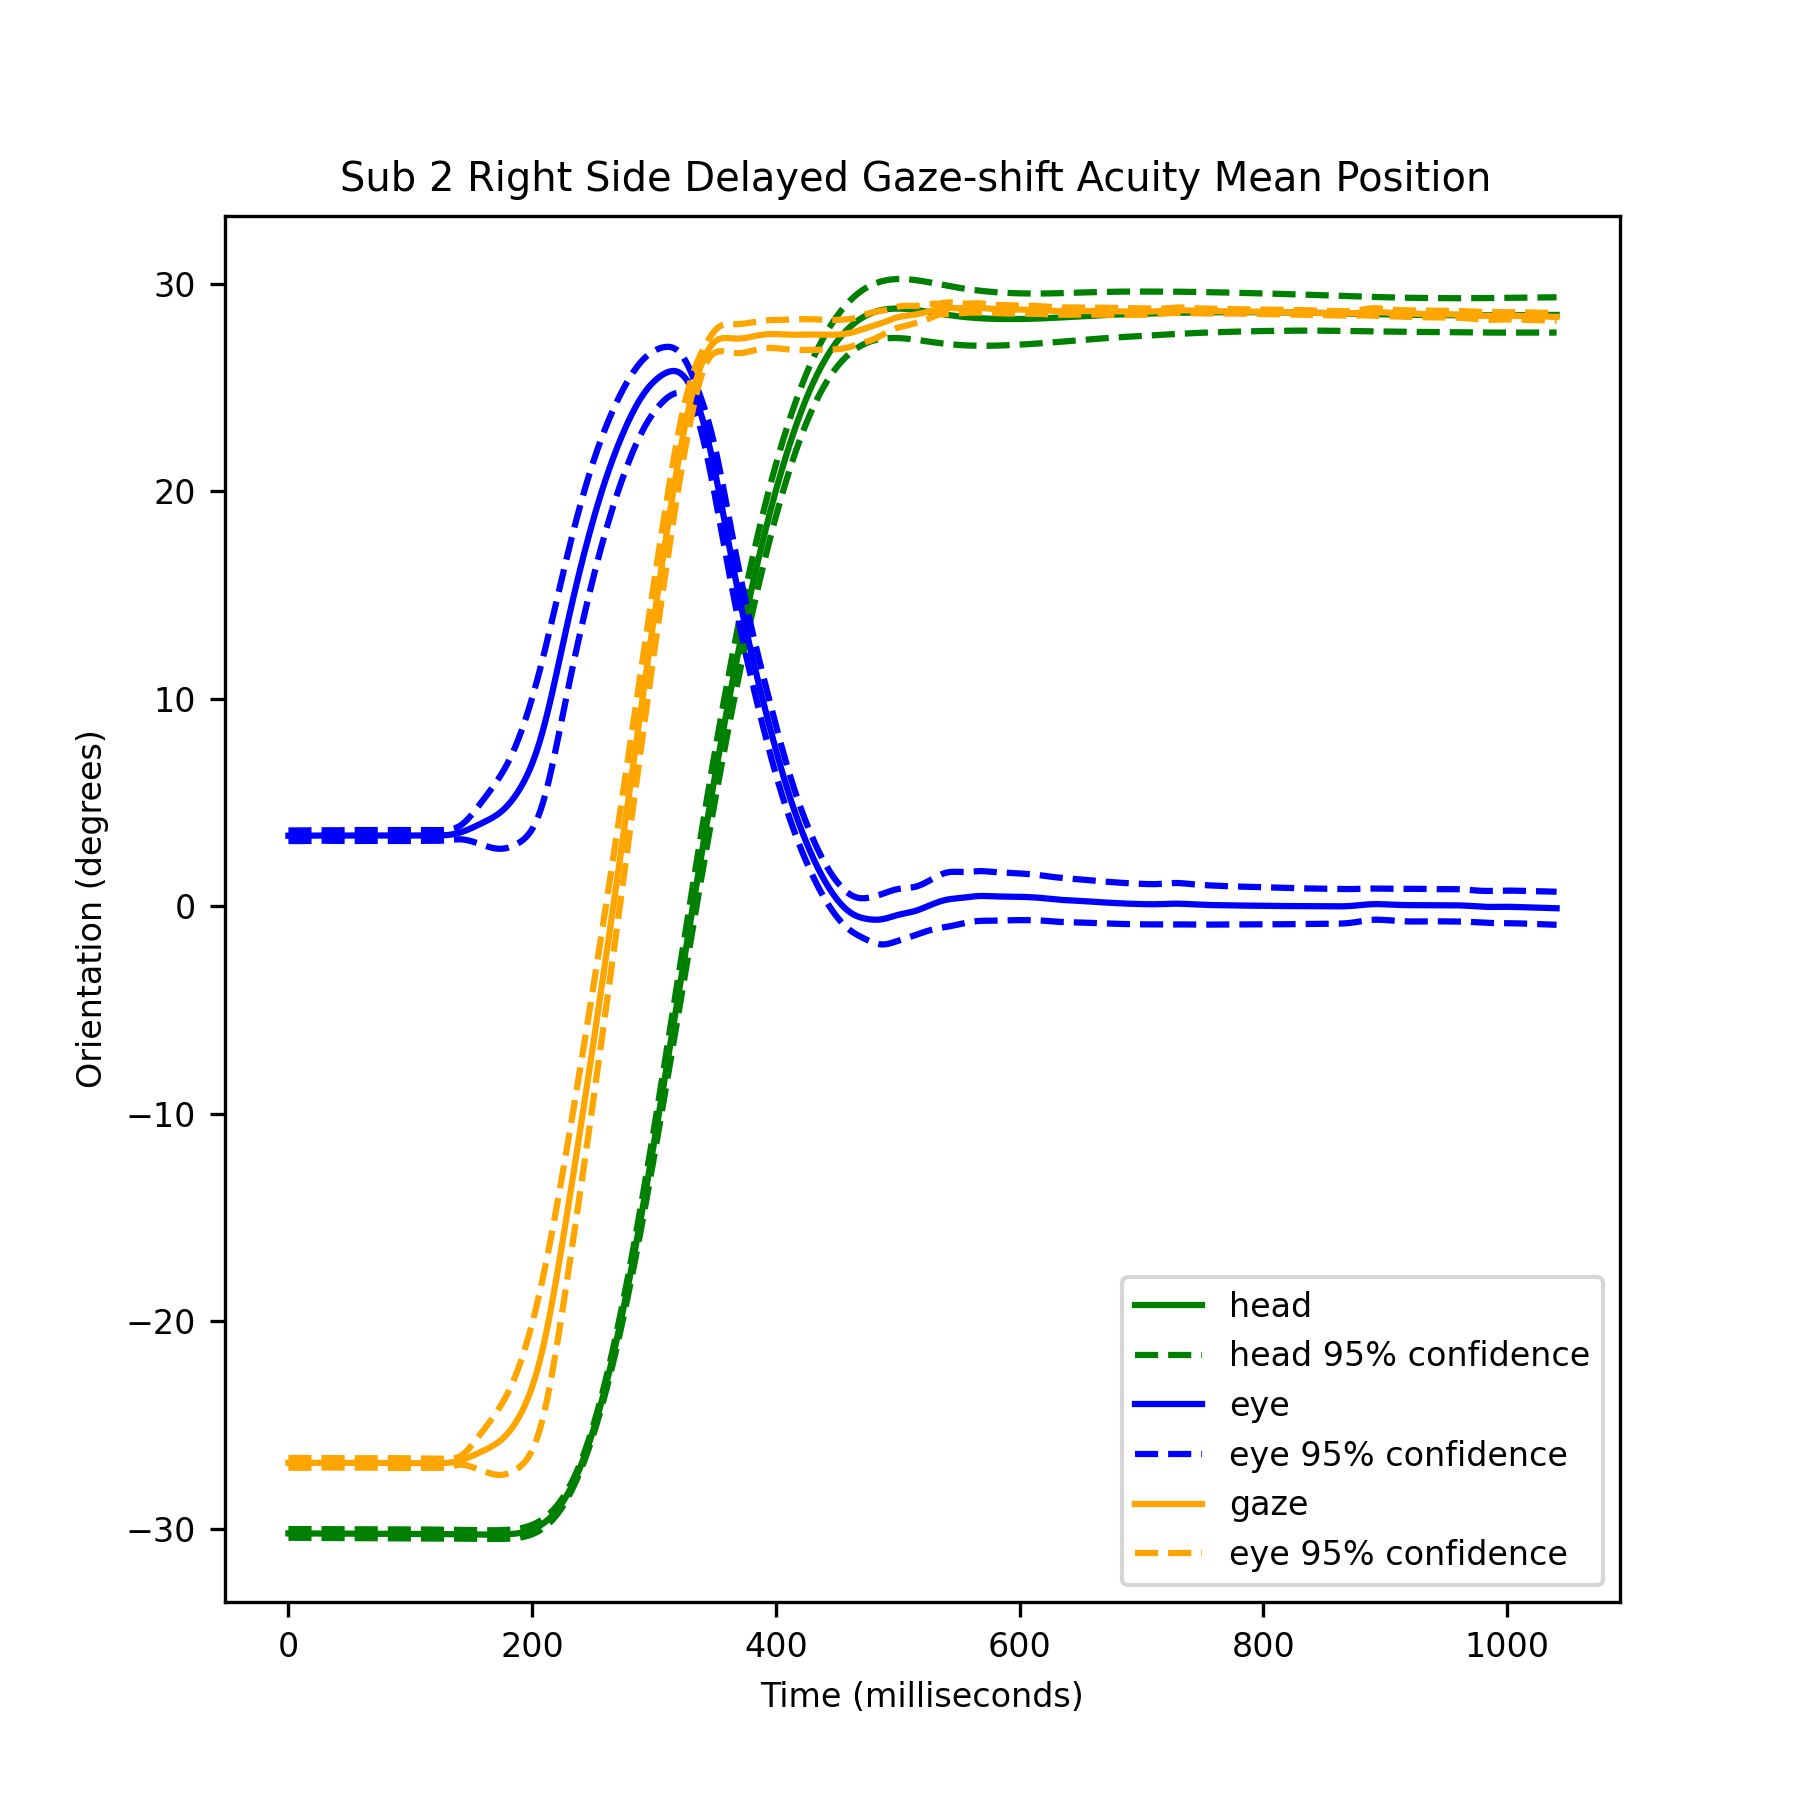 Sub 2 Right Side Delayed Gaze-shift Acuity Mean Position
30
20
10
0
−10
−20
−30
Orientation (degrees)
head
head 95% confidence
eye
eye 95% confidence
gaze
eye 95% confidence
0 200 400 600 800 1000
Time (milliseconds)